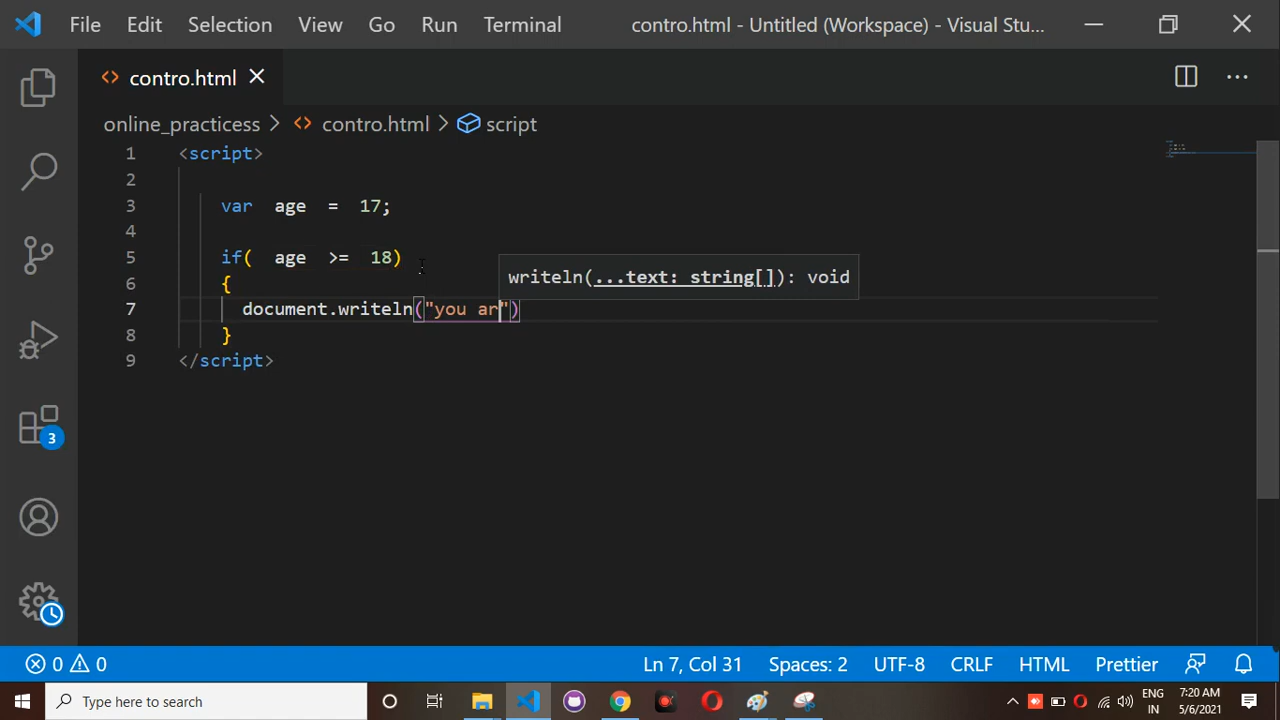 File Edit Selection View Go Run Terminal contro.html - Untitled (Workspace) - Visual Stu...
contro.html
online_practicess > contro.html > script
1 <script>
2
3 var age = 17;
4
5 if( age >= 18)
6 {
writeln(...text: string[]): void
7 document.writeln("you ar")
8 }
9 </script>
3
0 0 Ln 7, Col 31 Spaces: 2 UTF-8 CRLF HTML Prettier
Type here to search
ENG
IN
7:20 AM
5/6/2021